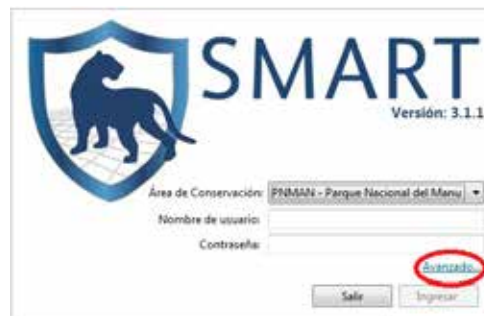 SMART
Versión: 3.1.1
Área de Conservación: PNMAN - Parque Nacional del Manu
Nombre de usuario:
Contraseña:
Avanzado...
Salir Ingresar